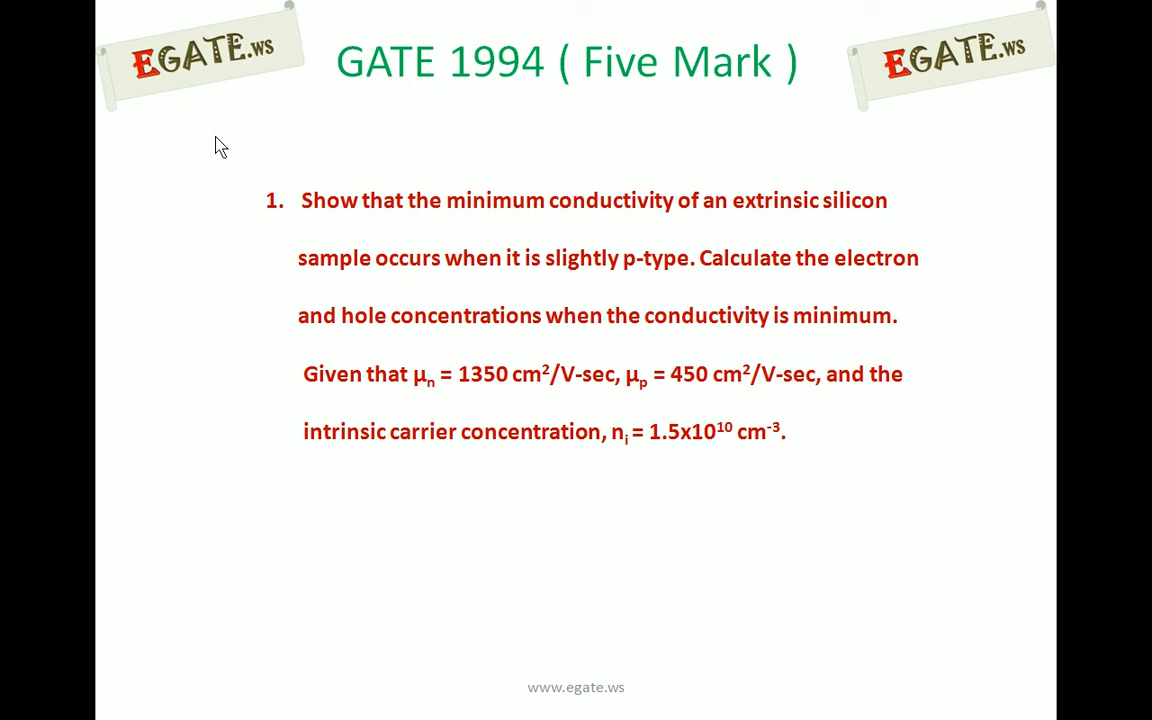 EGATE.ws
GATE 1994 ( Five Mark )
EGATE.ws
1. Show that the minimum conductivity of an extrinsic silicon
sample occurs when it is slightly p-type. Calculate the electron
and hole concentrations when the conductivity is minimum.
Given that μn = 1350 cm²/V-sec, μp = 450 cm²/V-sec, and the
intrinsic carrier concentration, ni = 1.5x10¹⁰ cm⁻³.
www.egate.ws